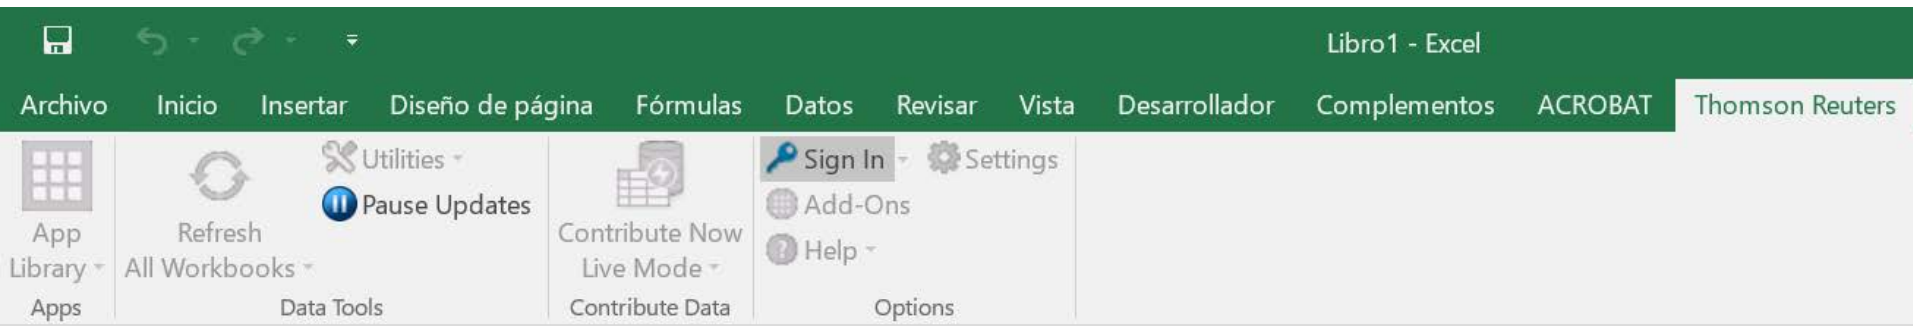 Libro1 - Excel
Archivo Inicio Insertar Diseño de página Fórmulas Datos Revisar Vista Desarrollador Complementos ACROBAT Thomson Reuters
App
Library
Apps
Refresh
All Workbooks
Utilities
Pause Updates
Data Tools
Contribute Now
Live Mode
Contribute Data
Sign In Settings
Add-Ons
Help
Options